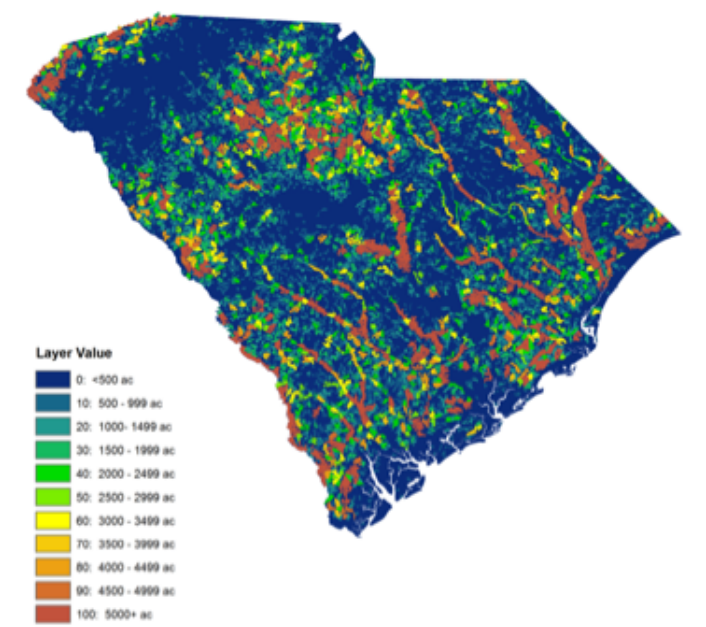 Layer Value
0: <500 ac
10: 500 - 999 ac
20: 1000- 1499 ac
30: 1500 - 1999 ac
40: 2000 - 2499 ac
50: 2500 - 2999 ac
60: 3000 - 3499 ac
70: 3500 - 3999 ac
80: 4000 - 4499 ac
90: 4500 - 4999 ac
100: 5000+ ac